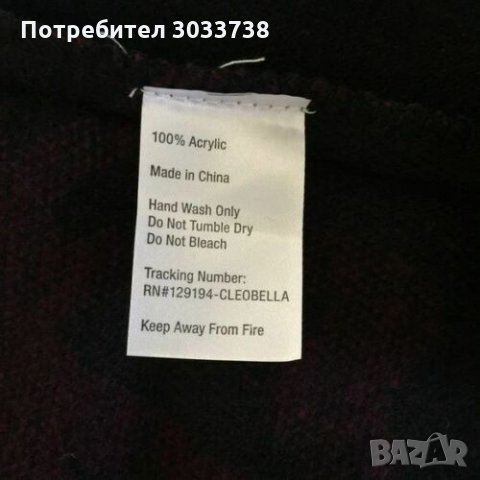 Потребител 3033738
100% Acrylic
Made in China
Hand Wash Only
Do Not Tumble Dry
Do Not Bleach
Tracking Number:
RN#129194-CLEOBELLA
Keep Away From Fire
BAZAR